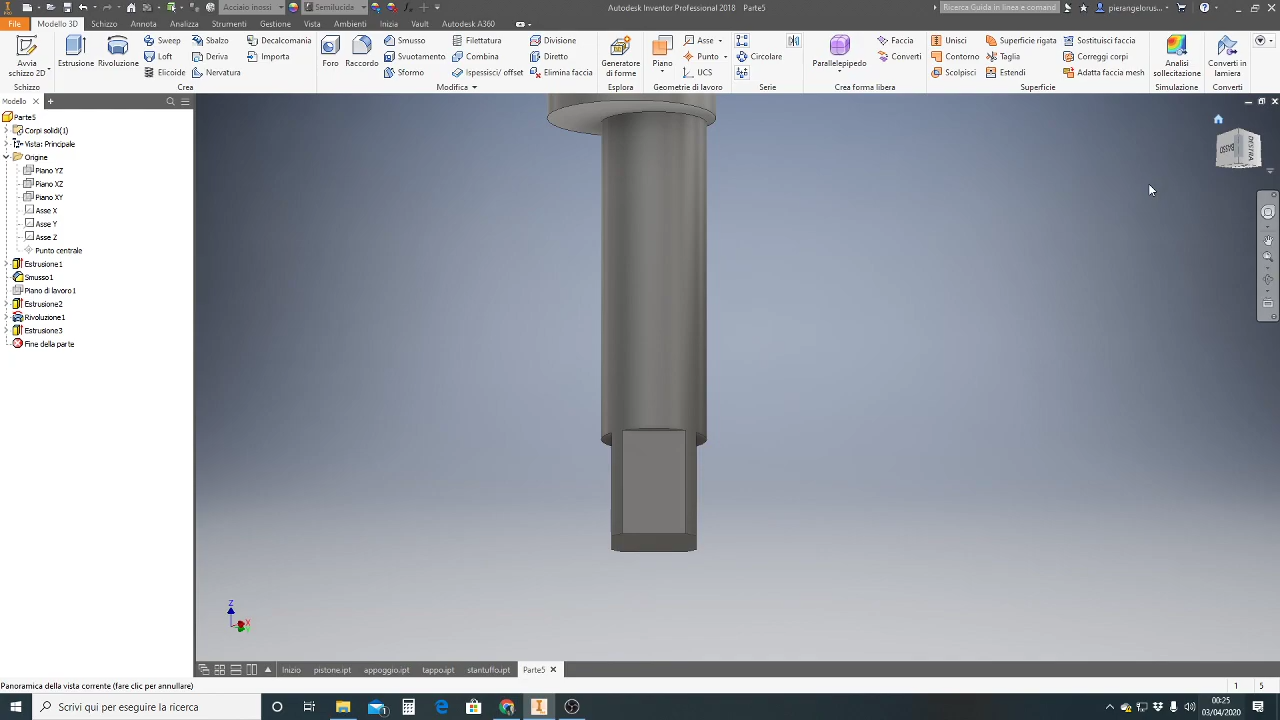 Acciaio inossi
Semilucida
Autodesk Inventor Professional 2018 Parte5
Ricerca Guida in linea e comand
pierangelorus...
File
Modello 3D
Schizzo
Annota
Ispeziona
Strumenti
Gestione
Vista
Ambienti
Inizia
Vault
Autodesk A360
Avvia
schizzo 2D
Schizzo
Estrusione
Rivoluzione
Sweep
Loft
Elicoide
Sbalzo
Deriva
Nervatura
Decalcomania
Importa
Crea
Foro
Raccordo
Smusso
Svuotamento
Sformo
Filettatura
Combina
Ispessisci/ offset
Divisione
Diretto
Elimina faccia
Modifica
Generatore
di forme
Esplora
Piano
Asse
Punto
UCS
Geometrie di lavoro
Circolare
Serie
Parallelepipedo
Faccia
Converti
Crea forma libera
Unisci
Contorno
Scolpisci
Superficie rigata
Taglia
Estendi
Sostituisci faccia
Correggi corpi
Adatta faccia mesh
Superficie
Analisi
sollecitazione
Simulazione
Converti in
lamiera
Converti
Modello
Parte5
Corpi solidi(1)
Vista: Principale
Origine
Piano YZ
Piano XZ
Piano XY
Asse X
Asse Y
Asse Z
Punto centrale
Estrusione1
Smusso1
Piano di lavoro1
Estrusione2
Rivoluzione1
Estrusione3
Fine della parte
BASSO
DESTRA
Z
X
Y
Inizio
pistone.ipt
appoggio.ipt
tappo.ipt
stantuffo.ipt
Parte5
Panoramica della vista corrente (fare clic per annullare)
1
5
Scrivi qui per eseguire la ricerca
00:25
03/04/2020